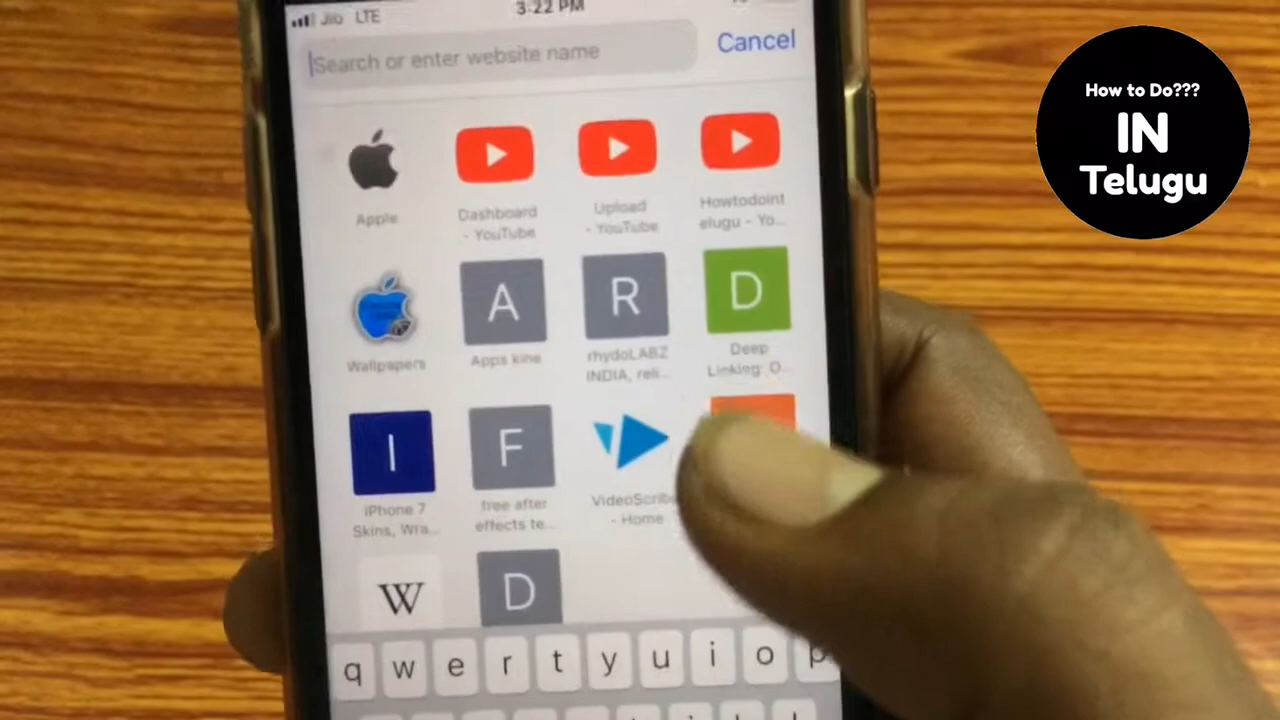 Jio LTE
3:22 PM
Search or enter website name
Cancel
How to Do???
IN
Telugu
Apple
Dashboard
- YouTube
Upload
- YouTube
Howtodoint
elugu - Yo...
A
R
D
Wallpapers
Apps kine
rhydoLABZ
INDIA, reli...
Deep
Linking: O...
I
F
iPhone 7
Skins, Wra...
free after
effects te...
VideoScribe
- Home
W
D
q w e r t y u i o p